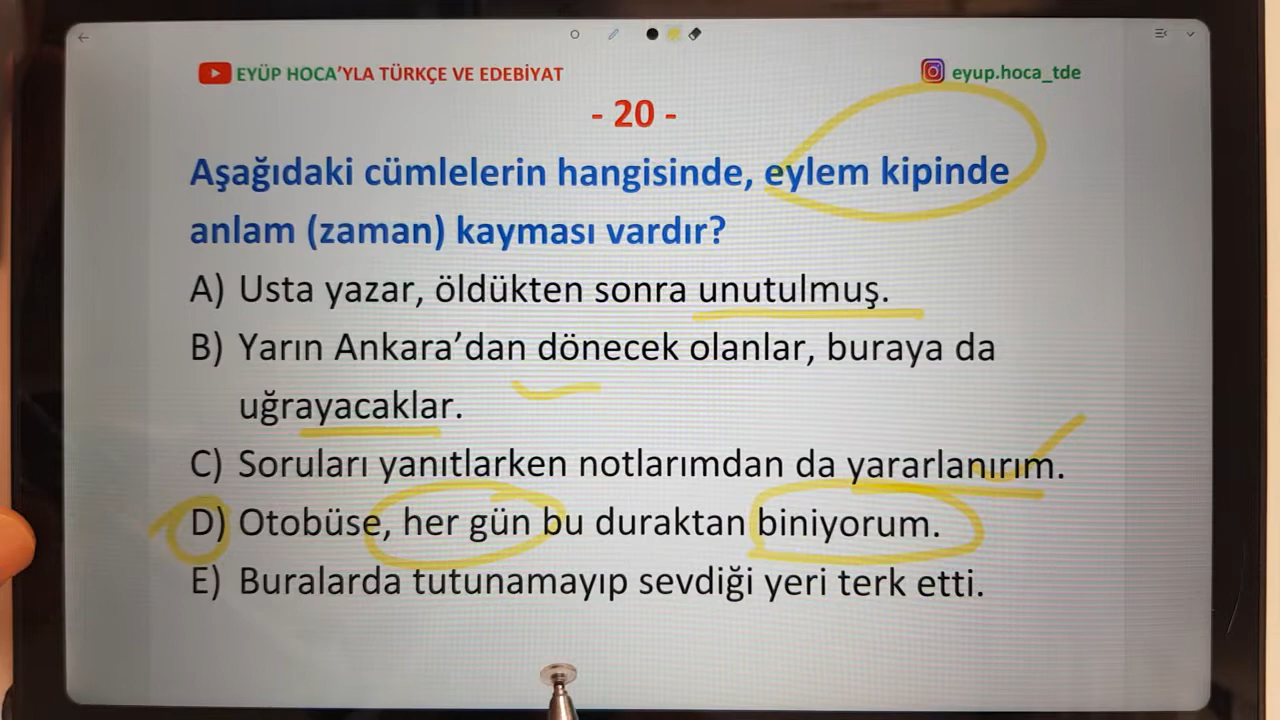 EYÜP HOCA'YLA TÜRKÇE VE EDEBİYAT
eyup.hoca_tde
- 20 -
Aşağıdaki cümlelerin hangisinde, eylem kipinde
anlam (zaman) kayması vardır?
A) Usta yazar, öldükten sonra unutulmuş.
B) Yarın Ankara'dan dönecek olanlar, buraya da
uğrayacaklar.
C) Soruları yanıtlarken notlarımdan da yararlanırım.
D) Otobüse, her gün bu duraktan biniyorum.
E) Buralarda tutunamayıp sevdiği yeri terk etti.